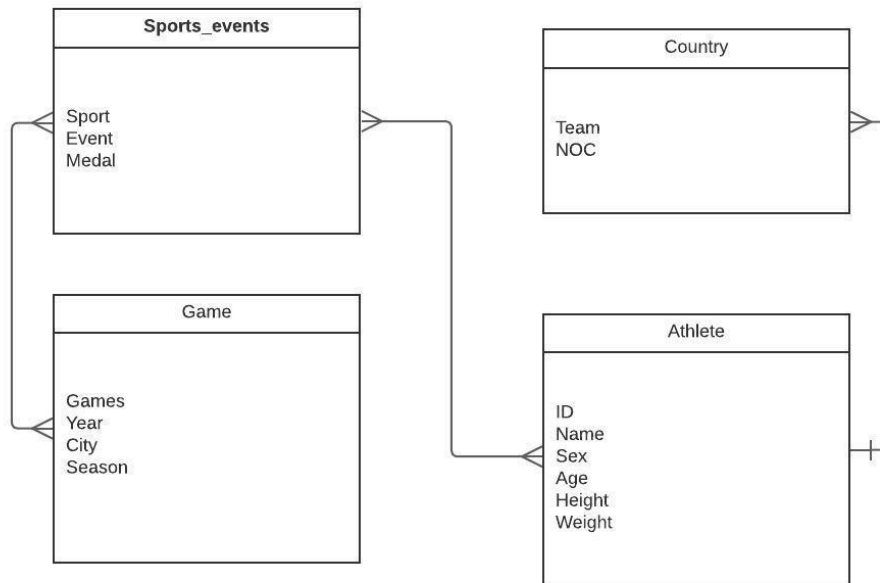 Sports_events
Sport
Event
Medal
Country
Team
NOC
Game
Games
Year
City
Season
Athlete
ID
Name
Sex
Age
Height
Weight